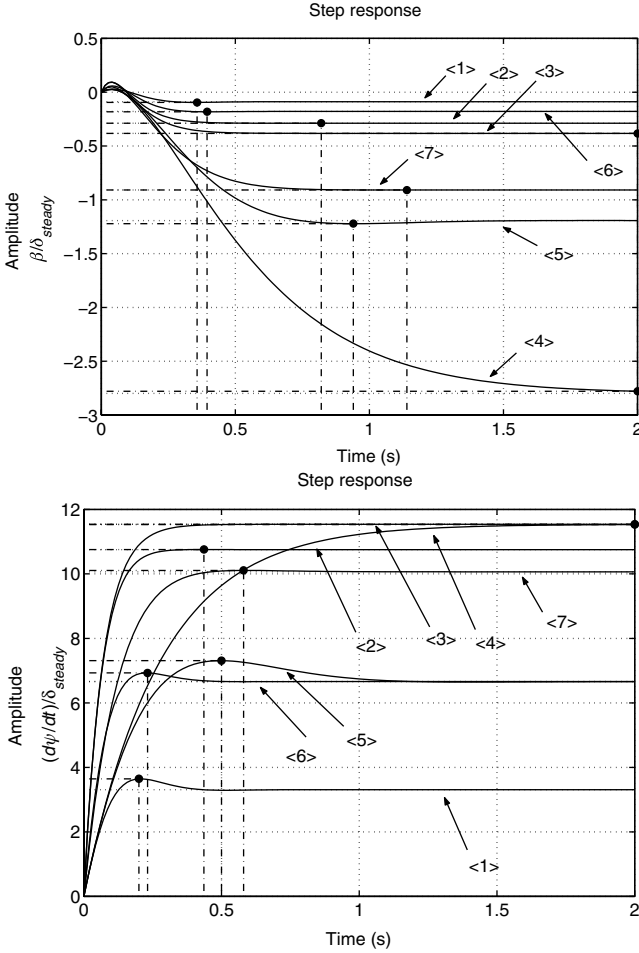 Step response
0.5
0
−0.5
−1
−1.5
−2
−2.5
−3
Amplitude
β/δsteady
<1>
<2>
<3>
<6>
<7>
<5>
<4>
0 0.5 1 1.5 2
Time (s)
Step response
12
10
8
6
4
2
0
Amplitude
(dψ/dt)/δsteady
<7>
<2>
<3>
<4>
<5>
<6>
<1>
0 0.5 1 1.5 2
Time (s)